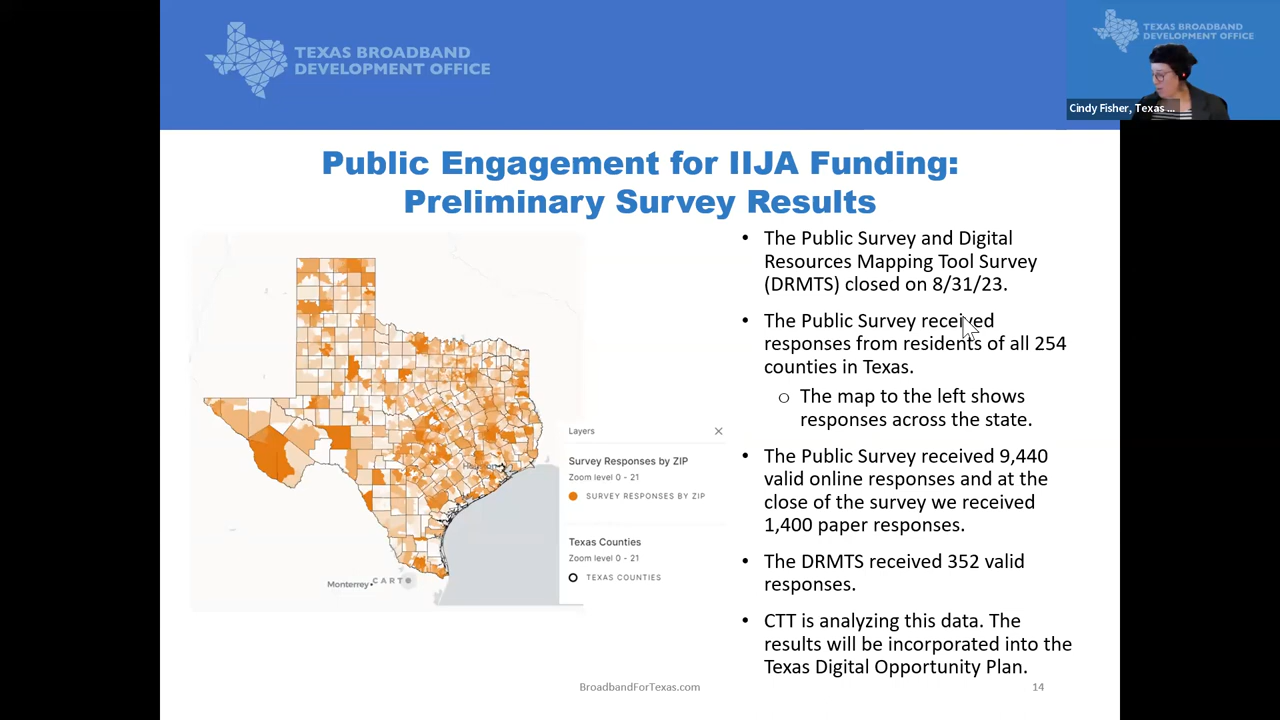 TEXAS BROADBAND
DEVELOPMENT OFFICE
TEXAS BROADBAND
DEVELOPMENT OFFICE
Cindy Fisher, Texas ...
Public Engagement for IIJA Funding:
Preliminary Survey Results
Monterrey
CARTO
Layers
Survey Responses by ZIP
Zoom level 0 - 21
SURVEY RESPONSES BY ZIP
Texas Counties
Zoom level 0 - 21
TEXAS COUNTIES
• The Public Survey and Digital
Resources Mapping Tool Survey
(DRMTS) closed on 8/31/23.
• The Public Survey received
responses from residents of all 254
counties in Texas.
o The map to the left shows
responses across the state.
• The Public Survey received 9,440
valid online responses and at the
close of the survey we received
1,400 paper responses.
• The DRMTS received 352 valid
responses.
• CTT is analyzing this data. The
results will be incorporated into the
Texas Digital Opportunity Plan.
BroadbandForTexas.com
14